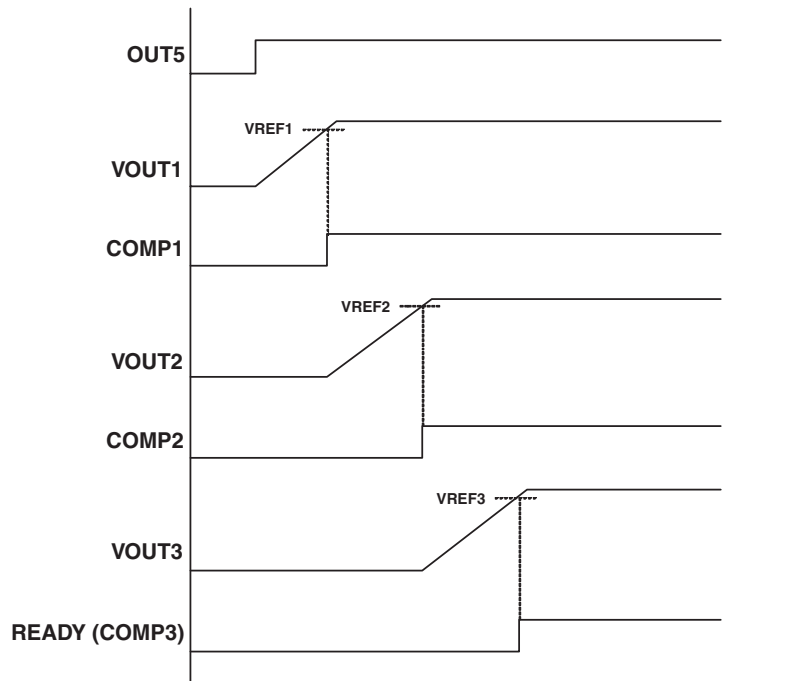 OUT5
VREF1
VOUT1
COMP1
VREF2
VOUT2
COMP2
VREF3
VOUT3
READY (COMP3)